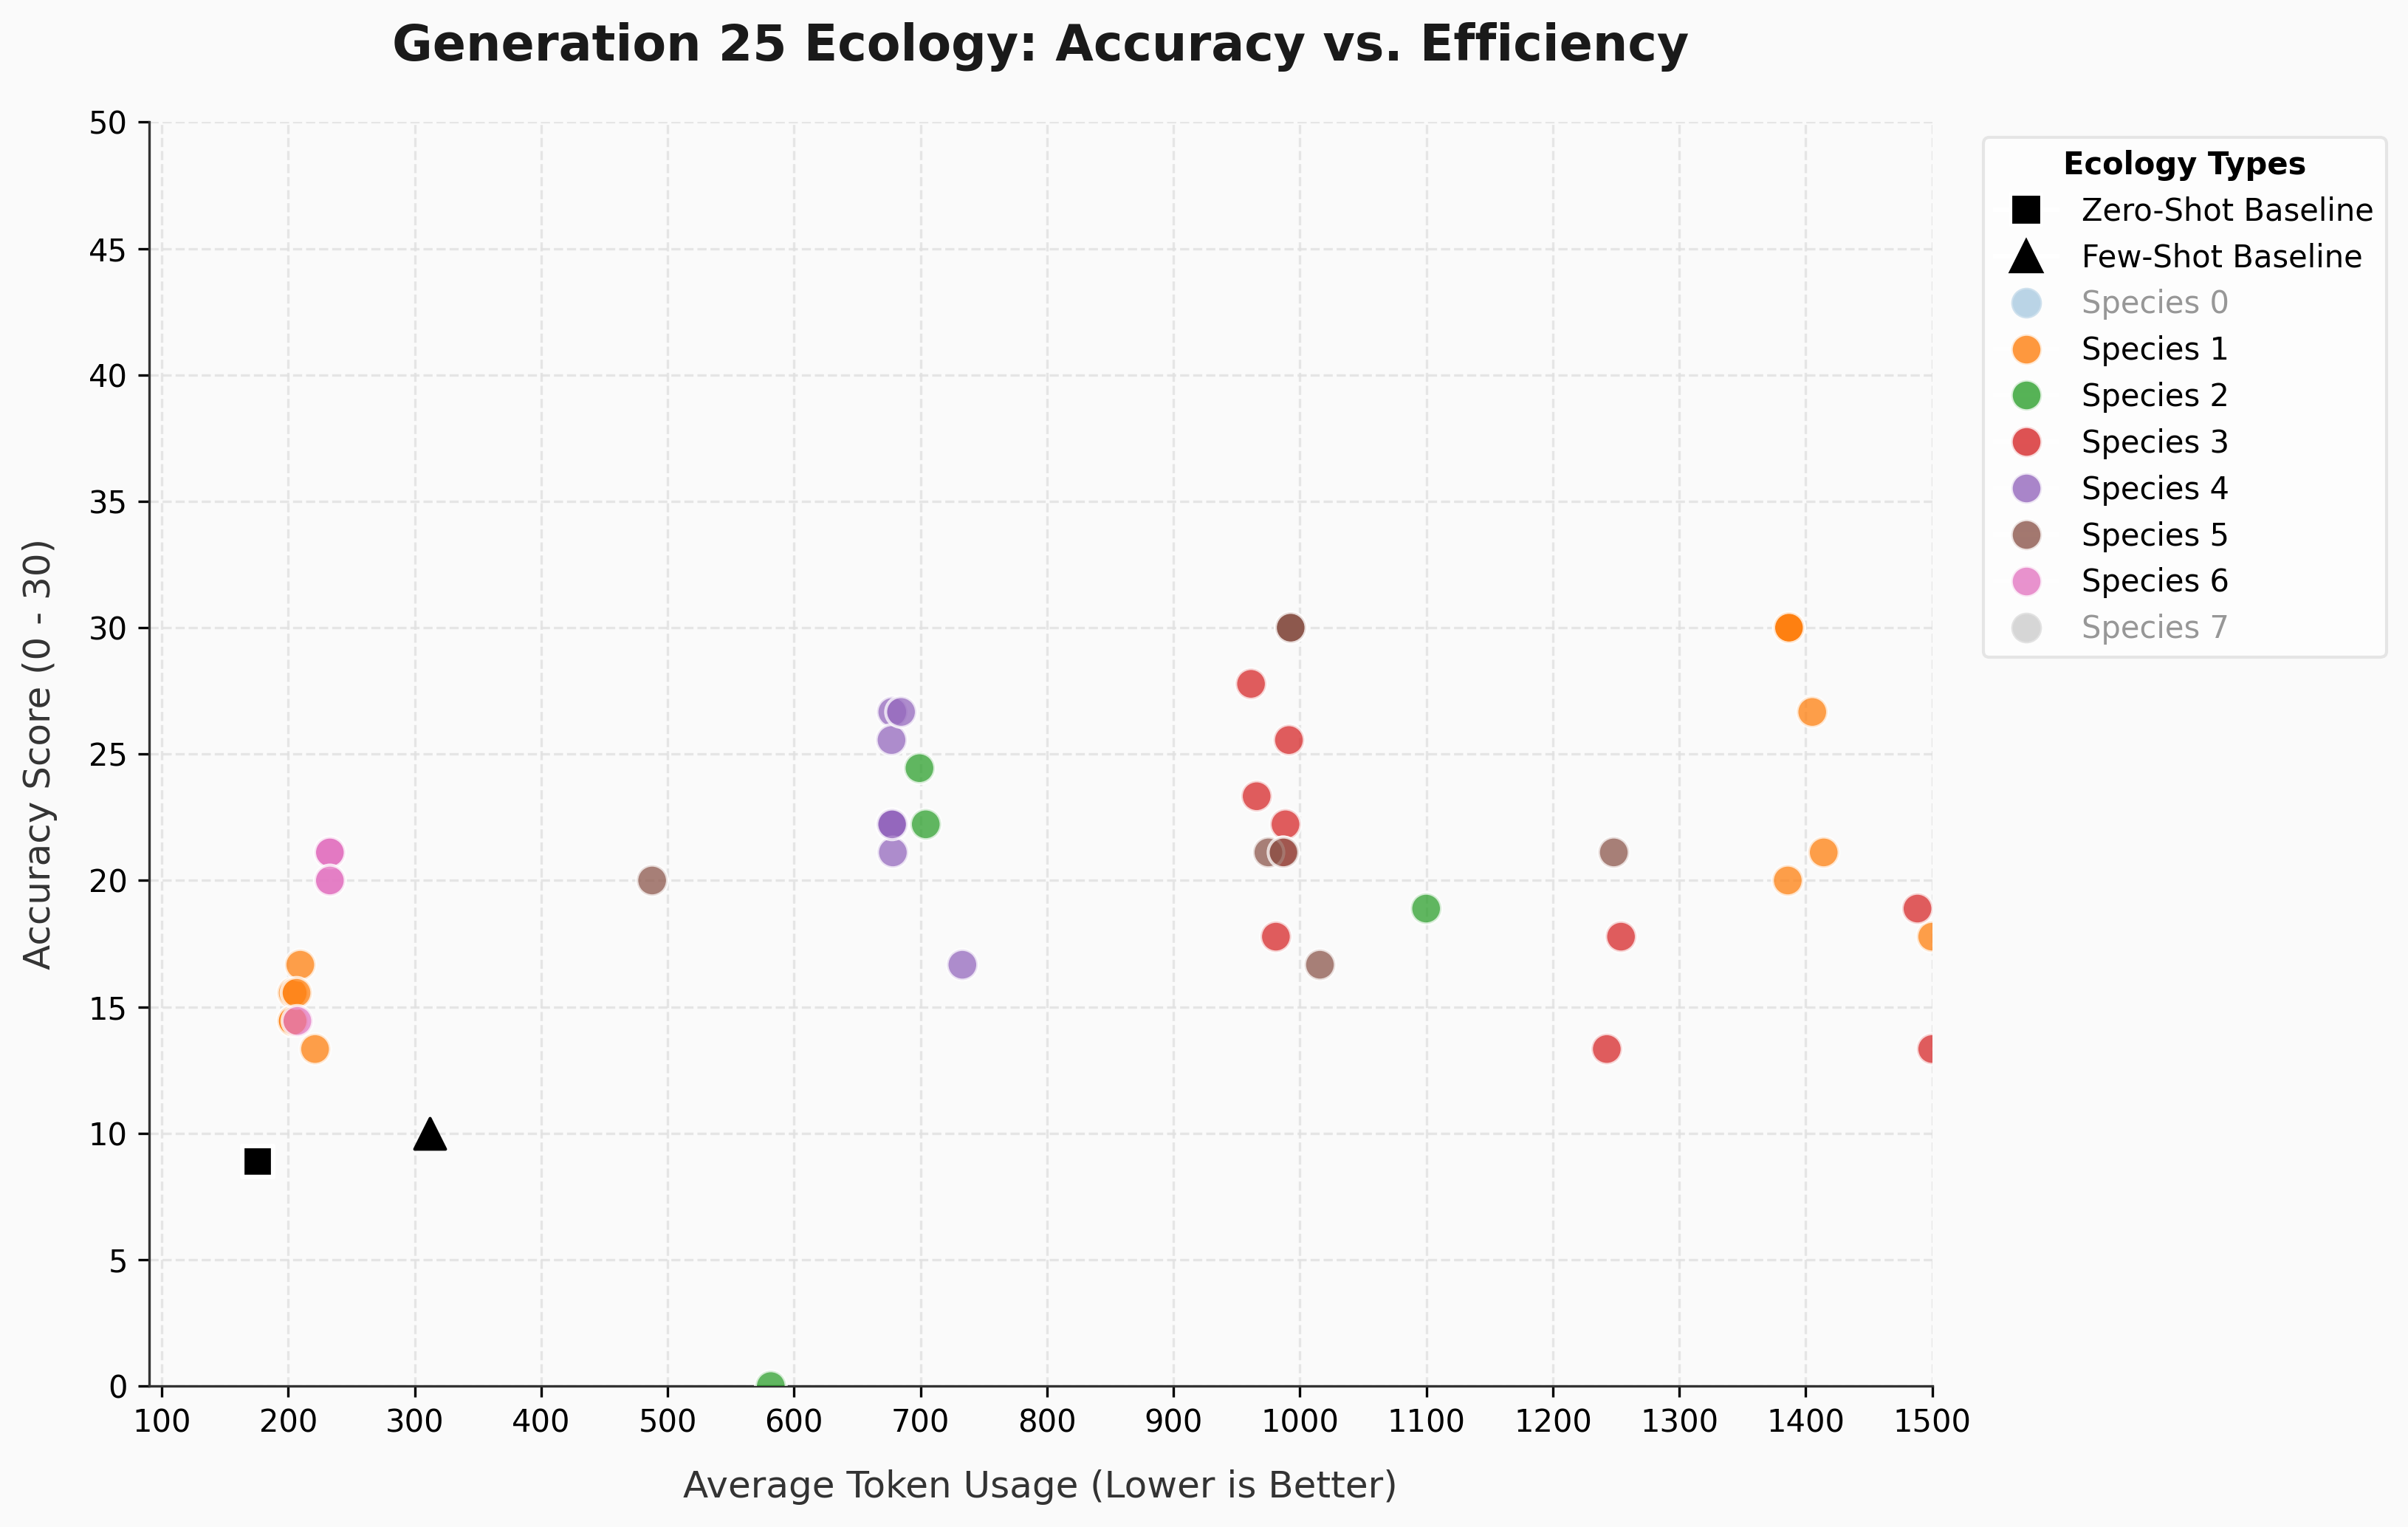 Generation 25 Ecology: Accuracy vs. Efficiency
50
45
40
35
30
25
20
15
10
5
0
Accuracy Score (0 - 30)
100 200 300 400 500 600 700 800 900 1000 1100 1200 1300 1400 1500
Average Token Usage (Lower is Better)
Ecology Types
Zero-Shot Baseline
Few-Shot Baseline
Species 0
Species 1
Species 2
Species 3
Species 4
Species 5
Species 6
Species 7